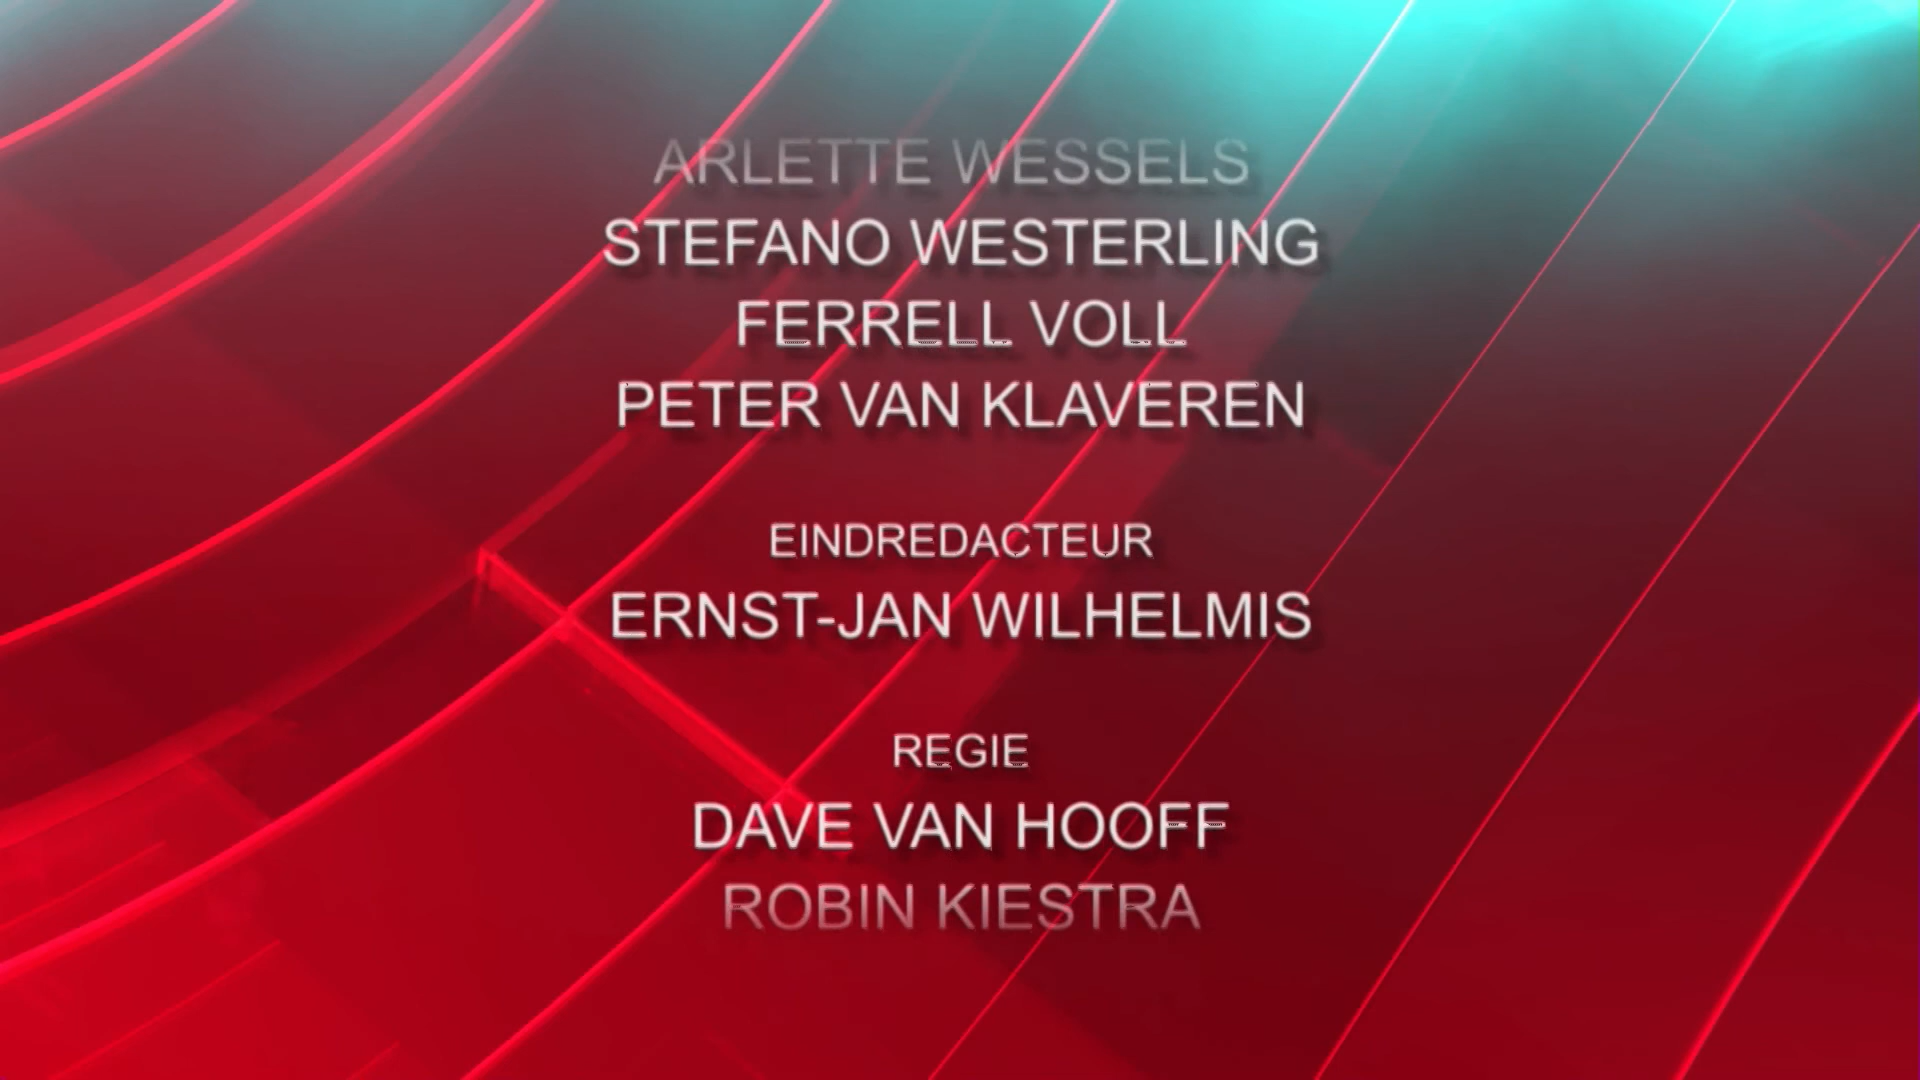 ARLETTE WESSELS
STEFANO WESTERLING
FERRELL VOLL
PETER VAN KLAVEREN
EINDREDACTEUR
ERNST-JAN WILHELMIS
REGIE
DAVE VAN HOOFF
ROBIN KIESTRA